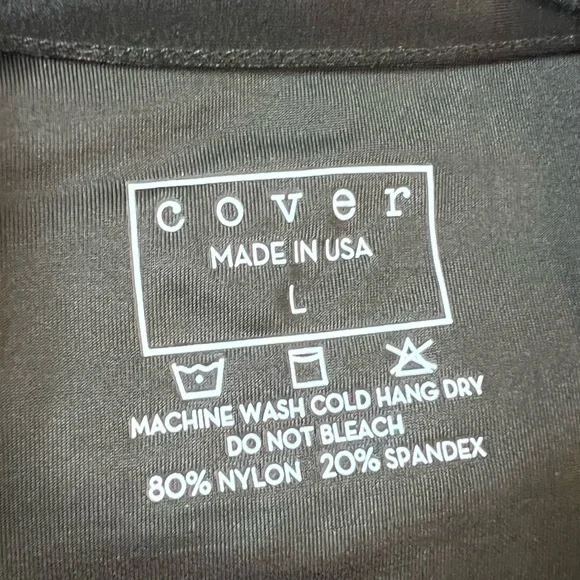 cover
MADE IN USA
L
MACHINE WASH COLD HANG DRY
DO NOT BLEACH
80% NYLON 20% SPANDEX